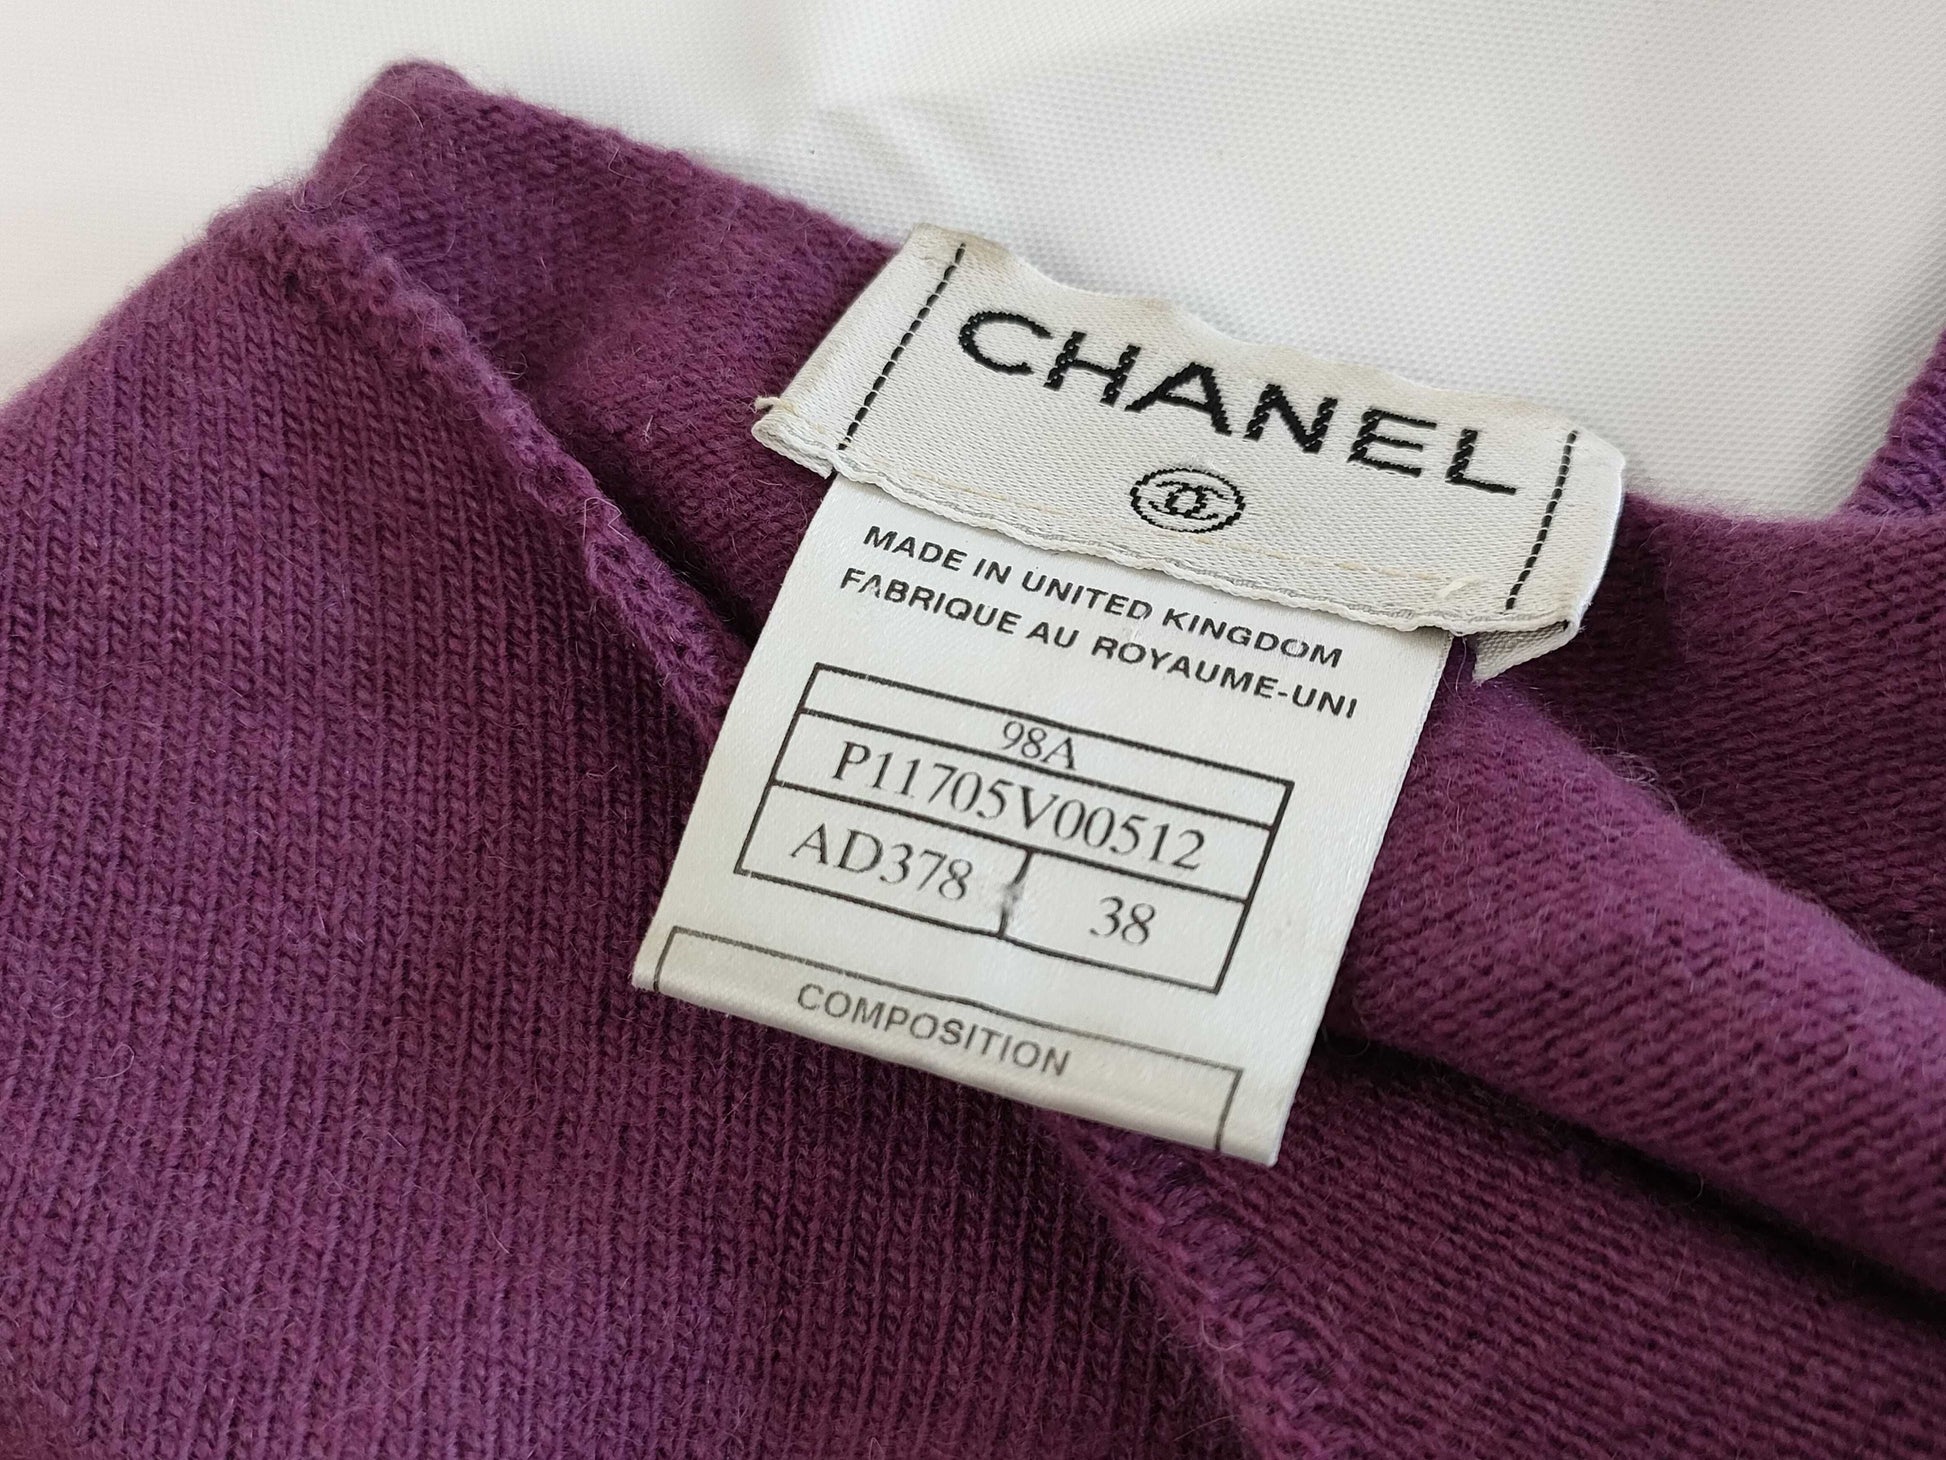 CHANEL
MADE IN UNITED KINGDOM
FABRIQUE AU ROYAUME-UNI
98A
P11705V00512
AD378 38
COMPOSITION